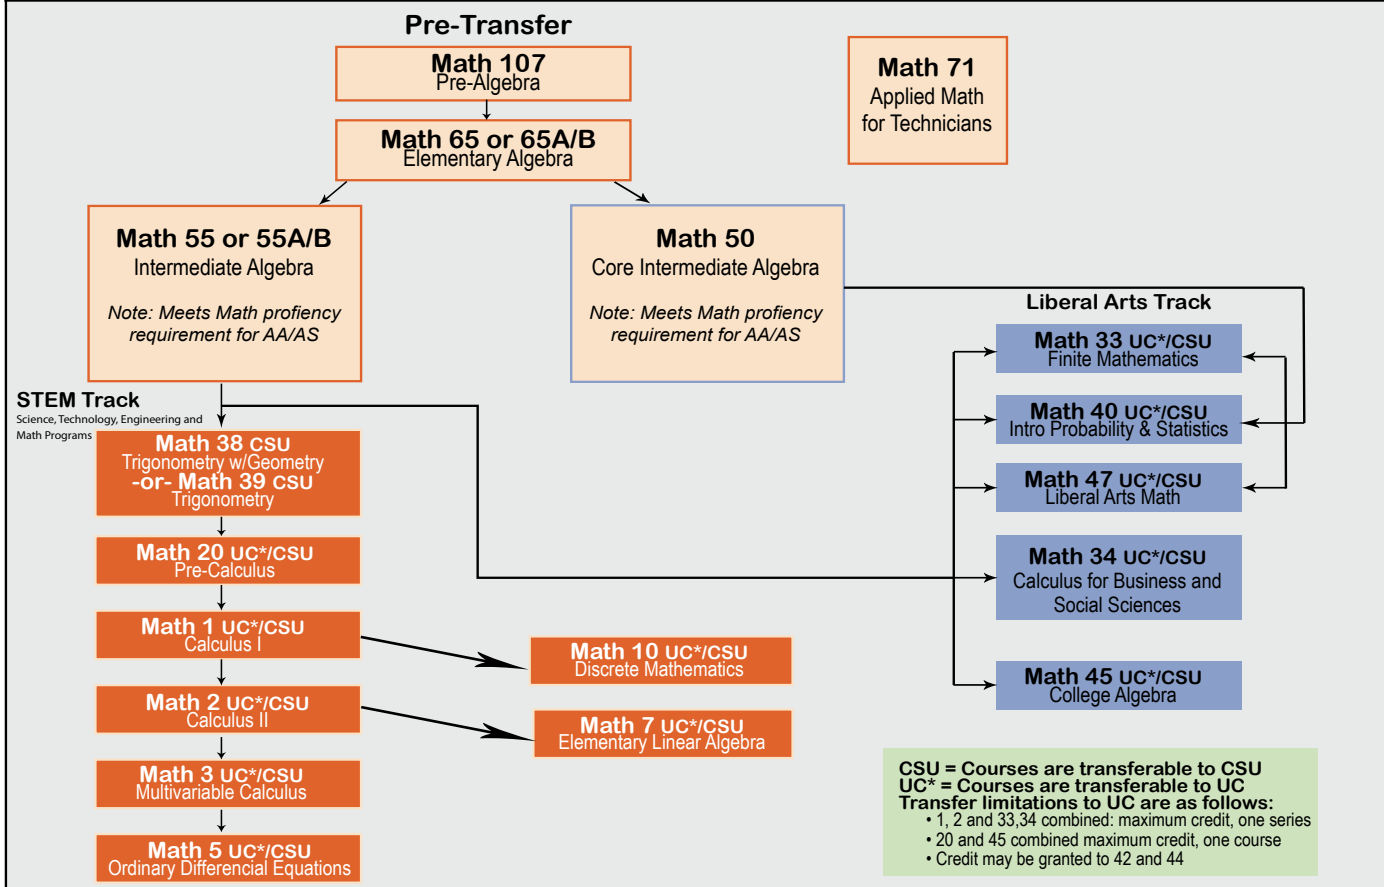 Pre-Transfer
Math 107
Pre-Algebra
Math 71
Applied Math
for Technicians
Math 65 or 65A/B
Elementary Algebra
Math 55 or 55A/B
Intermediate Algebra
Note: Meets Math profiency
requirement for AA/AS
Math 50
Core Intermediate Algebra
Note: Meets Math profiency
requirement for AA/AS
Liberal Arts Track
Math 33 UC*/CSU
Finite Mathematics
Math 40 UC*/CSU
Intro Probability & Statistics
Math 47 UC*/CSU
Liberal Arts Math
Math 34 UC*/CSU
Calculus for Business and
Social Sciences
Math 45 UC*/CSU
College Algebra
STEM Track
Science, Technology, Engineering and
Math Programs
Math 38 CSU
Trigonometry w/Geometry
-or- Math 39 CSU
Trigonometry
Math 20 UC*/CSU
Pre-Calculus
Math 1 UC*/CSU
Calculus I
Math 10 UC*/CSU
Discrete Mathematics
Math 2 UC*/CSU
Calculus II
Math 7 UC*/CSU
Elementary Linear Algebra
Math 3 UC*/CSU
Multivariable Calculus
Math 5 UC*/CSU
Ordinary Differencial Equations
CSU = Courses are transferable to CSU
UC* = Courses are transferable to UC
Transfer limitations to UC are as follows:
• 1, 2 and 33,34 combined: maximum credit, one series
• 20 and 45 combined maximum credit, one course
• Credit may be granted to 42 and 44